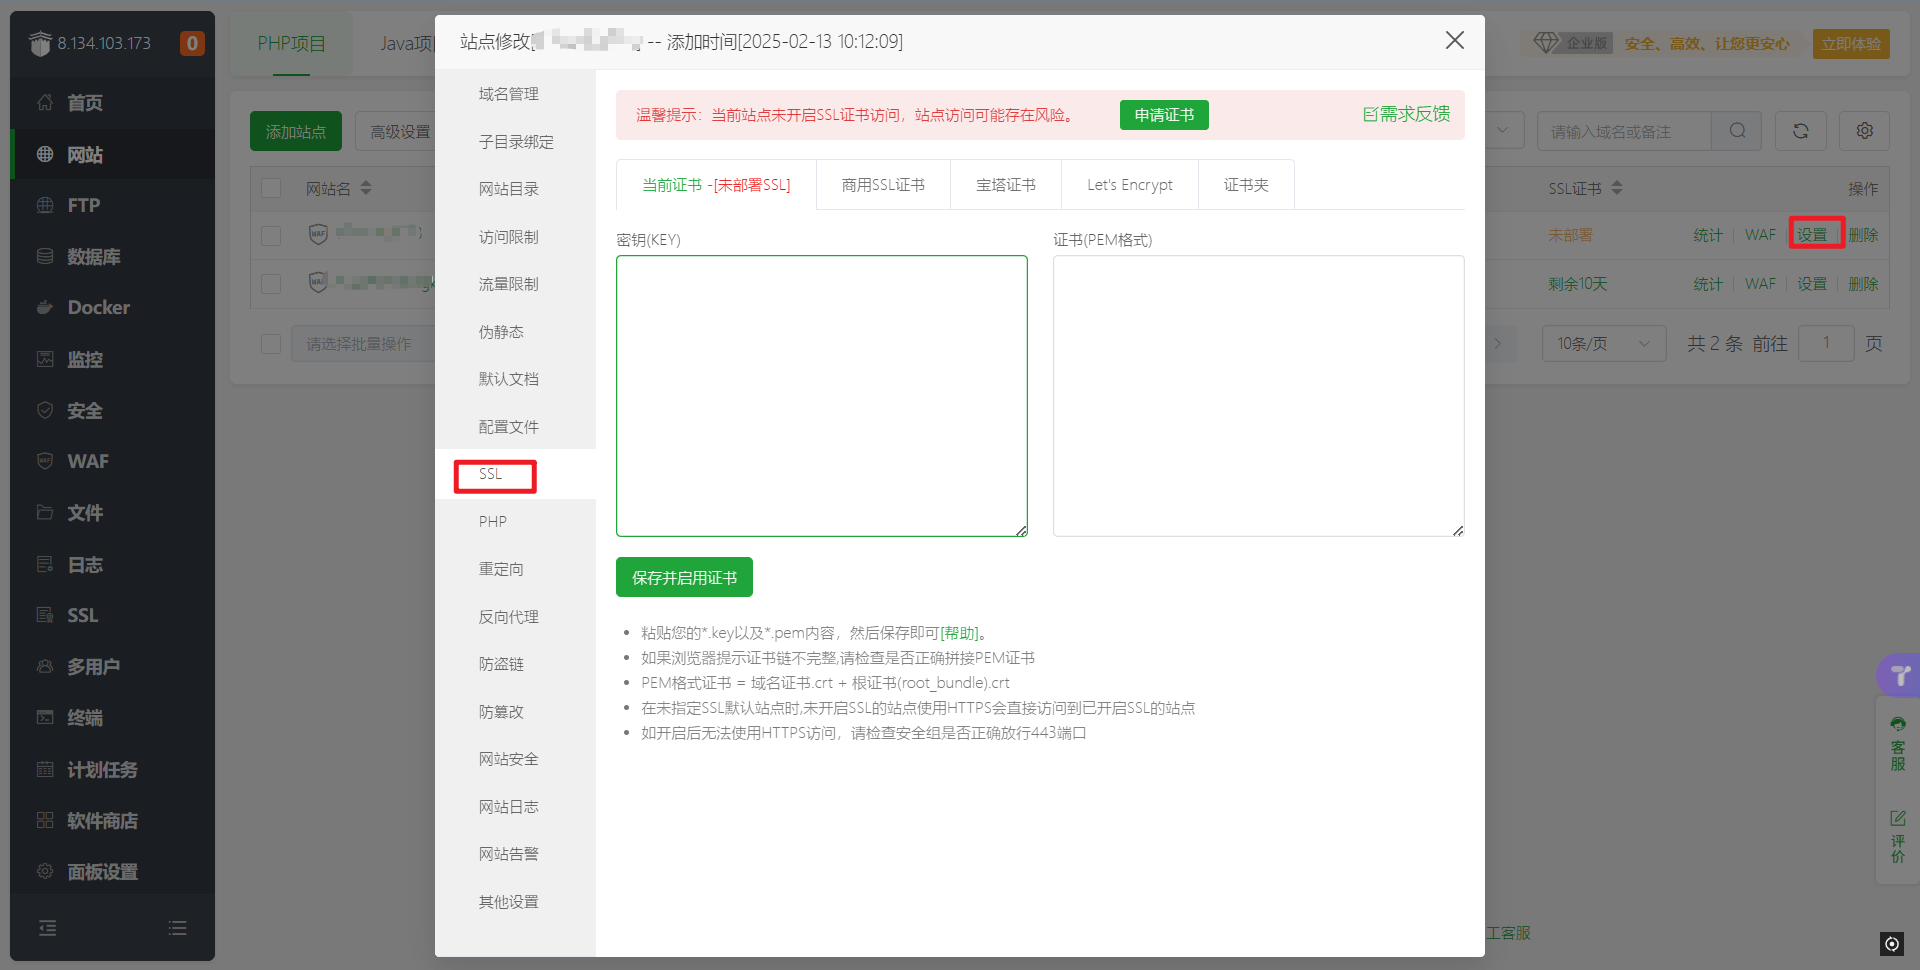 8.134.103.173
0
首页
网站
FTP
数据库
Docker
监控
安全
WAF
文件
日志
SSL
多用户
终端
计划任务
软件商店
面板设置
PHP项目
Java项
企业版
安全、高效、让您更安心
立即体验
添加站点
高级设置
请输入域名或备注
网站名
SSL证书
操作
WAF
未部署
统计
WAF
设置
删除
剩余10天
统计
WAF
设置
删除
请选择批量操作
10条/页
共 2 条
前往
1
页
站点修改[
] -- 添加时间[2025-02-13 10:12:09]
域名管理
子目录绑定
网站目录
访问限制
流量限制
伪静态
默认文档
配置文件
SSL
PHP
重定向
反向代理
防盗链
防篡改
网站安全
网站日志
网站告警
其他设置
温馨提示：当前站点未开启SSL证书访问，站点访问可能存在风险。
申请证书
需求反馈
当前证书 -[未部署SSL]
商用SSL证书
宝塔证书
Let's Encrypt
证书夹
密钥(KEY)
证书(PEM格式)
保存并启用证书
粘贴您的*.key以及*.pem内容，然后保存即可[帮助]。
如果浏览器提示证书链不完整,请检查是否正确拼接PEM证书
PEM格式证书 = 域名证书.crt + 根证书(root_bundle).crt
在未指定SSL默认站点时,未开启SSL的站点使用HTTPS会直接访问到已开启SSL的站点
如开启后无法使用HTTPS访问，请检查安全组是否正确放行443端口
客服
评价
工客服